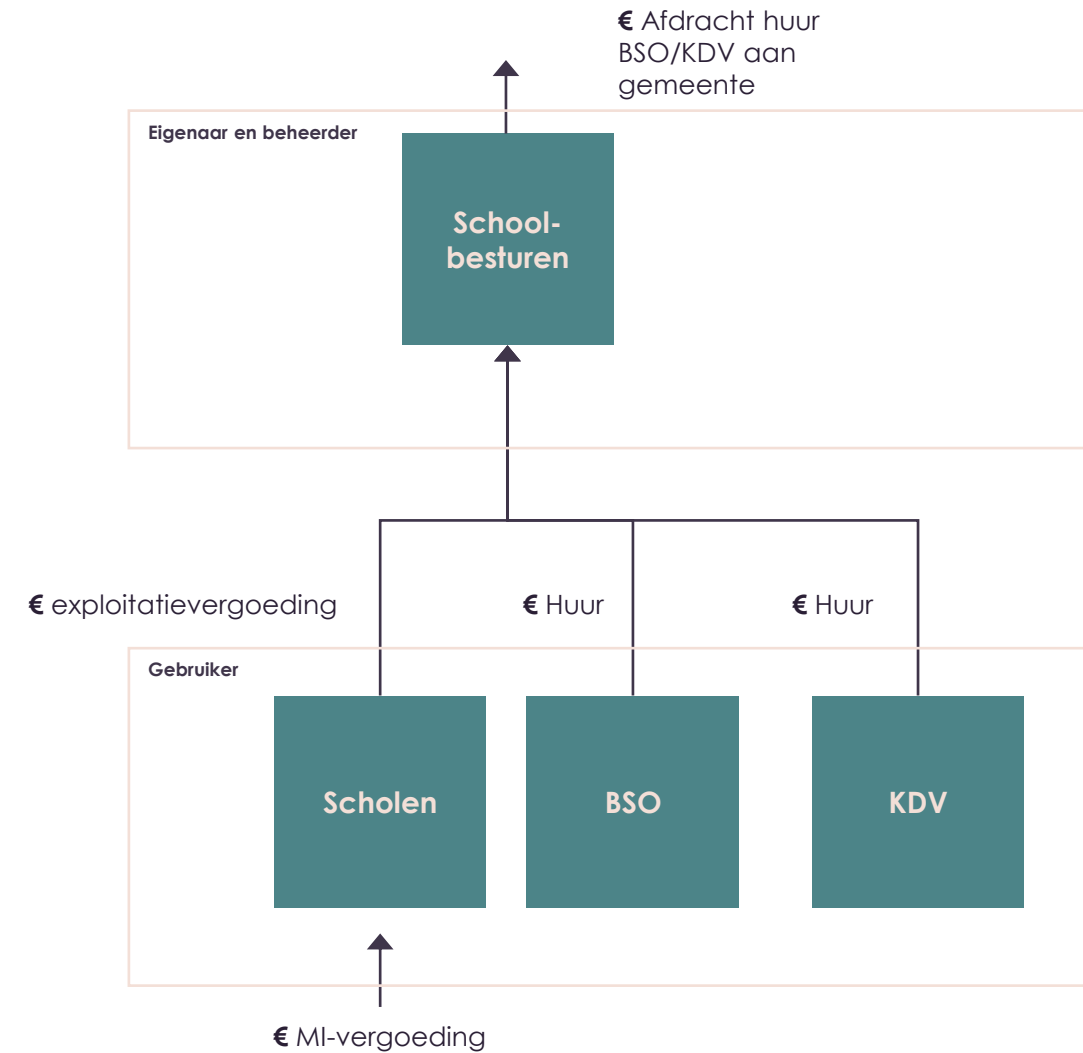 € Afdracht huur
BSO/KDV aan
gemeente
Eigenaar en beheerder
School-
besturen
€ exploitatievergoeding
€ Huur
€ Huur
Gebruiker
Scholen
BSO
KDV
€ MI-vergoeding